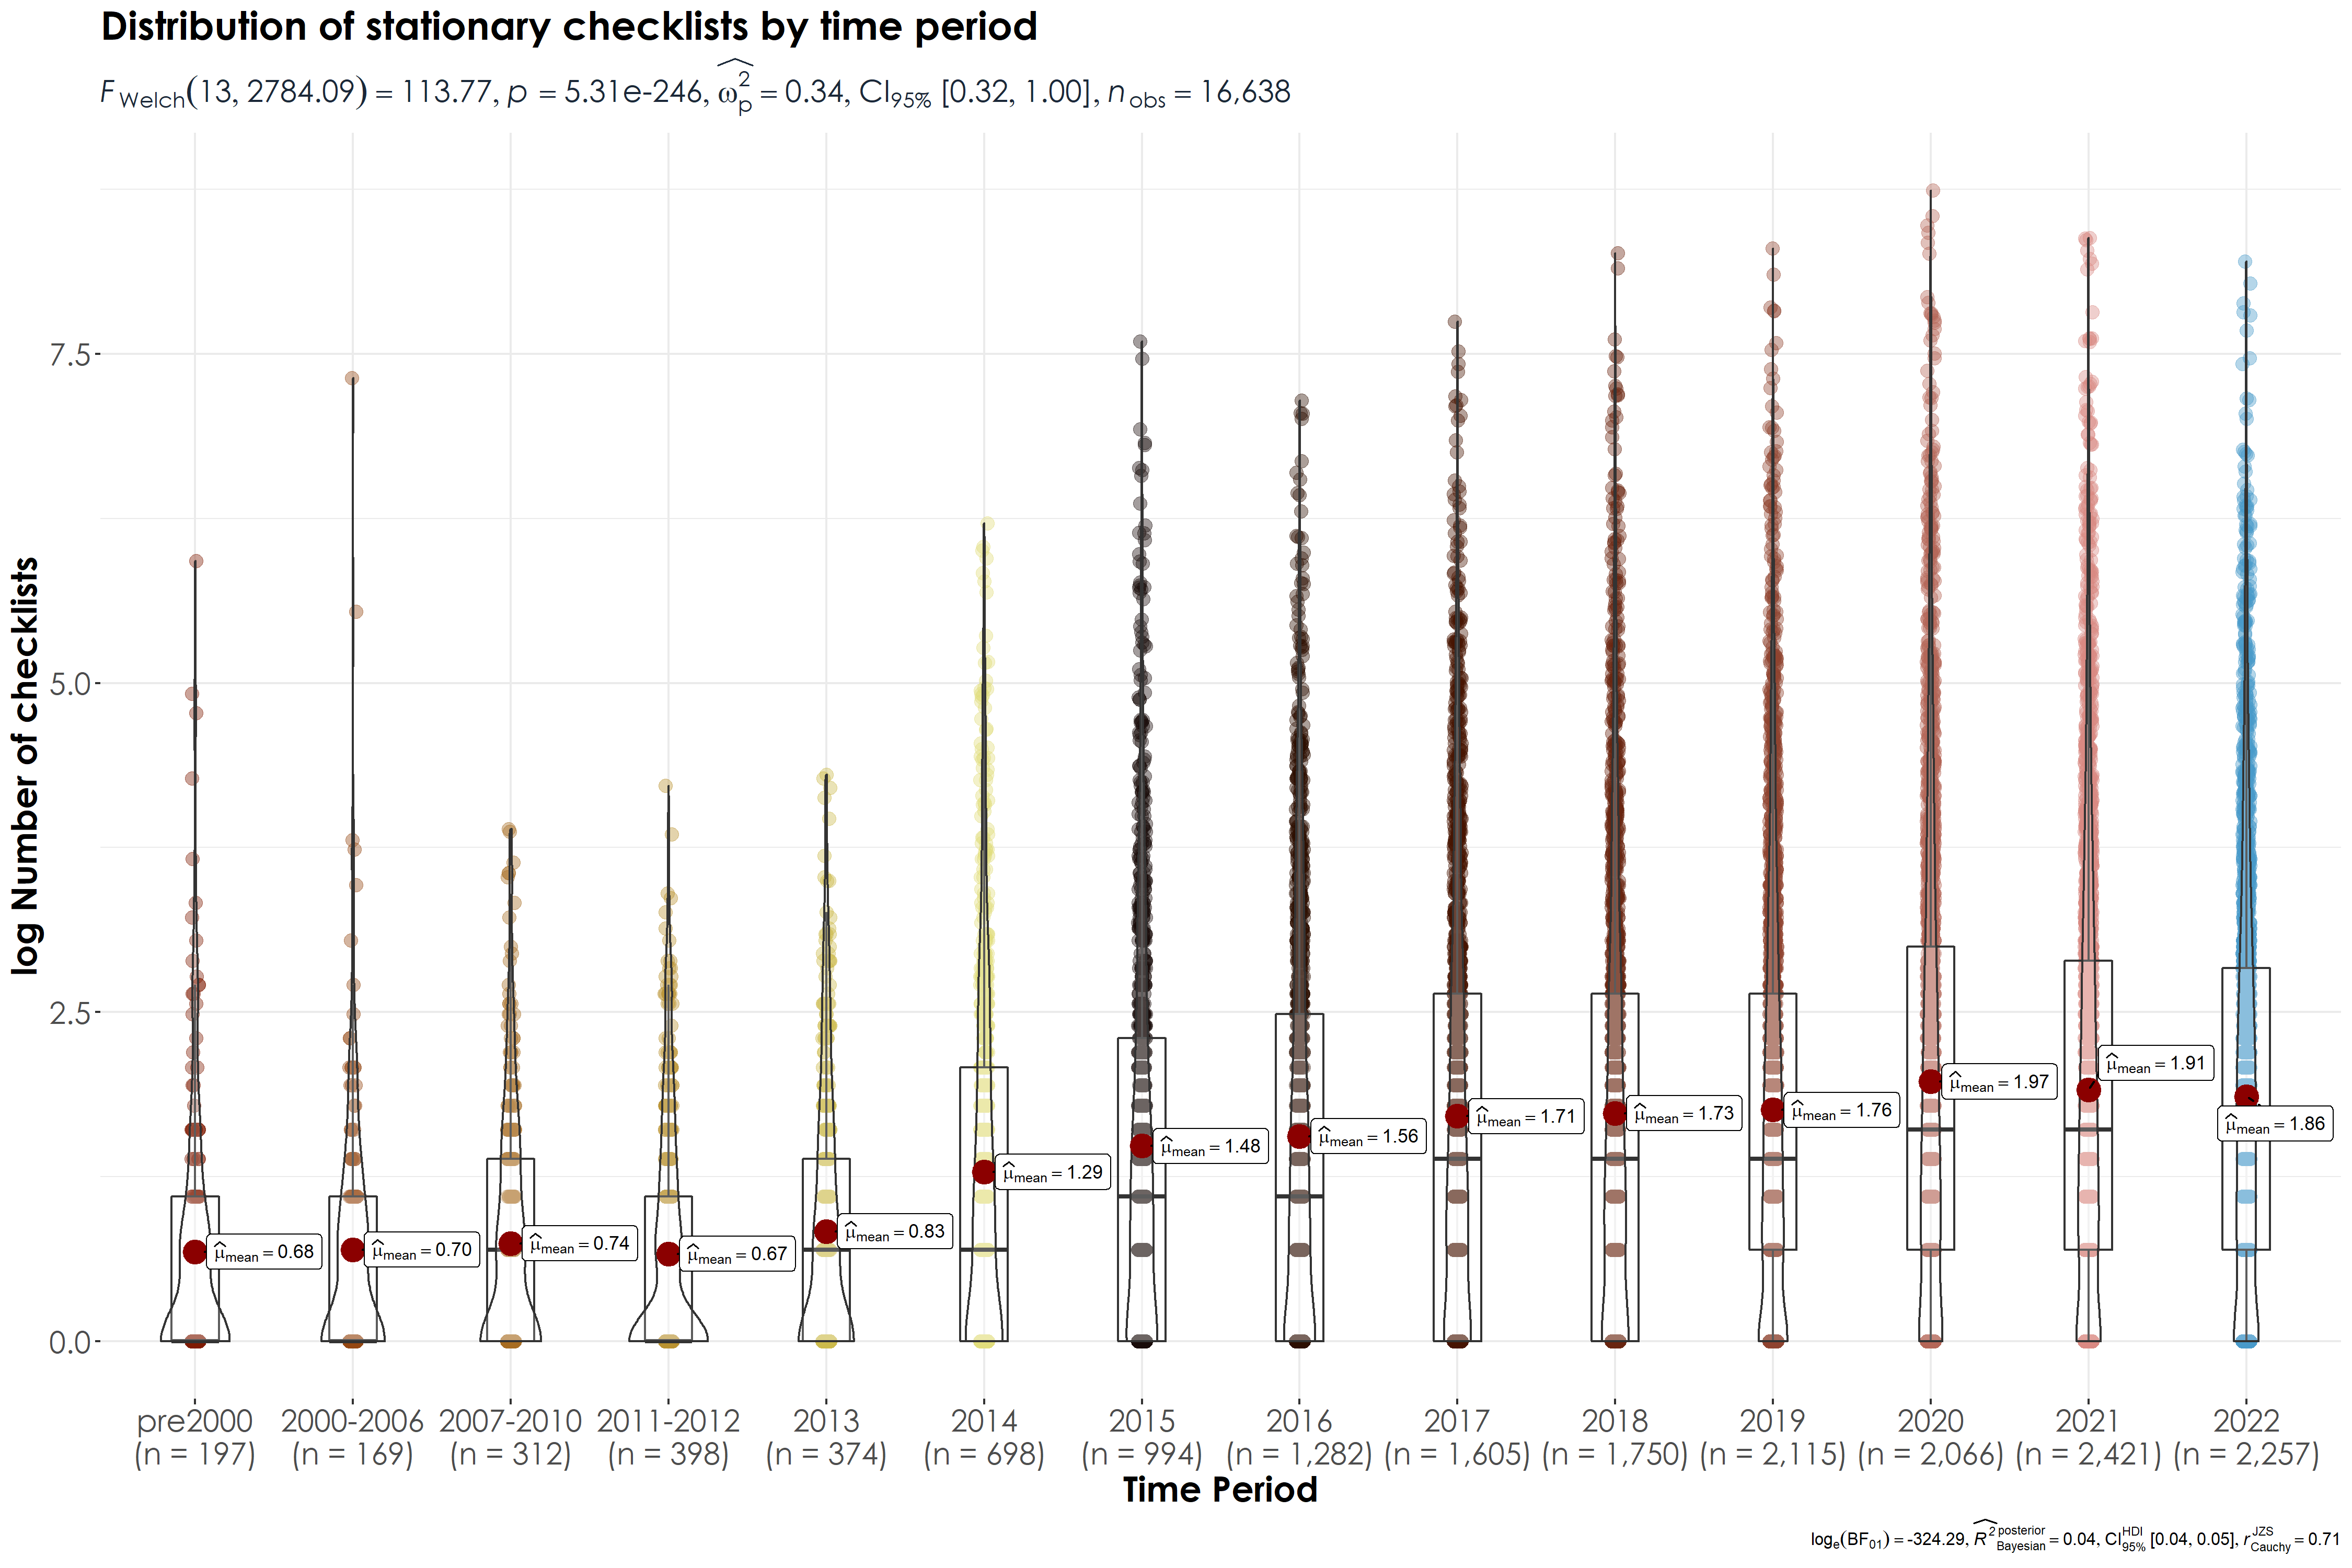 Distribution of stationary checklists by time period
F Welch(13, 2784.09) = 113.77, p = 5.31e-246, ω̂²p = 0.34, CI95% [0.32, 1.00], nobs = 16,638
log Number of checklists
7.5
5.0
2.5
0.0
μ̂mean = 0.68
μ̂mean = 0.70
μ̂mean = 0.74
μ̂mean = 0.67
μ̂mean = 0.83
μ̂mean = 1.29
μ̂mean = 1.48
μ̂mean = 1.56
μ̂mean = 1.71
μ̂mean = 1.73
μ̂mean = 1.76
μ̂mean = 1.97
μ̂mean = 1.91
μ̂mean = 1.86
pre2000 2000-2006 2007-2010 2011-2012 2013 2014 2015 2016 2017 2018 2019 2020 2021 2022
(n = 197) (n = 169) (n = 312) (n = 398) (n = 374) (n = 698) (n = 994) (n = 1,282) (n = 1,605) (n = 1,750) (n = 2,115) (n = 2,066) (n = 2,421) (n = 2,257)
Time Period
loge(BF01) = -324.29, R̂² posterior Bayesian = 0.04, CI HDI 95% [0.04, 0.05], r JZS Cauchy = 0.71